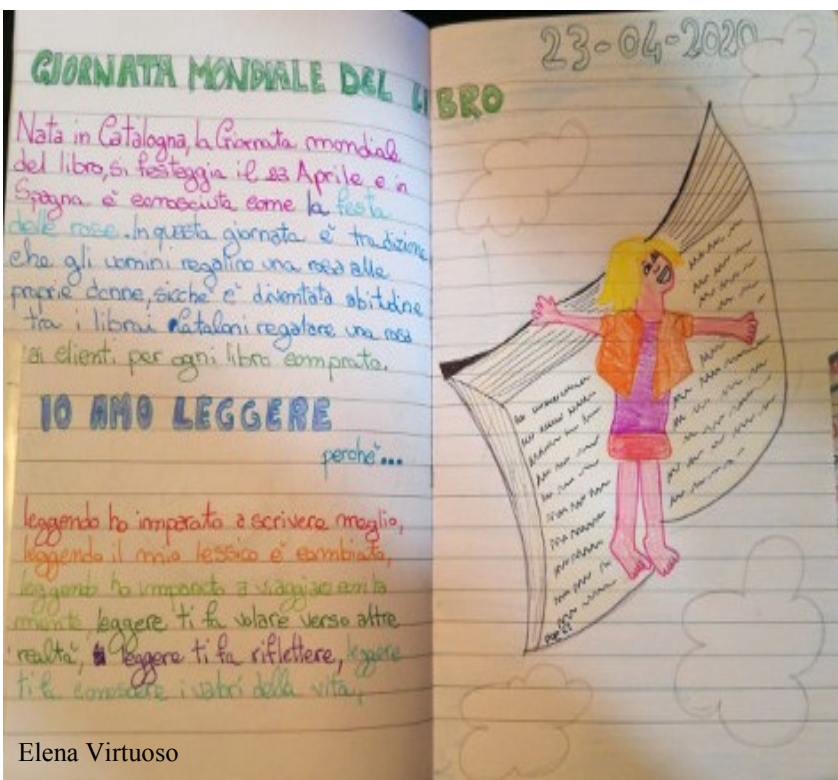 23-04-2020
GIORNATA MONDIALE DEL LIBRO
Nata in Catalogna, la Giornata mondiale
del libro, si festeggia il 23 Aprile e in
Spagna è conosciuta come la festa
delle rose. In questa giornata è tradizione
che gli uomini regalino una rosa alle
proprie donne, sicché è diventata abitudine
tra i librai Cataloni regalare una rosa
ai clienti per ogni libro comprato.
IO AMO LEGGERE
perchè...
leggendo ho imparato a scrivere meglio,
leggendo il mio lessico è cambiato,
leggendo ho imparato a viaggiare con la
mente, leggere ti fa volare verso altre
realtà, leggere ti fa riflettere, leggere
ti fa conoscere i valori della vita,
Elena Virtuoso